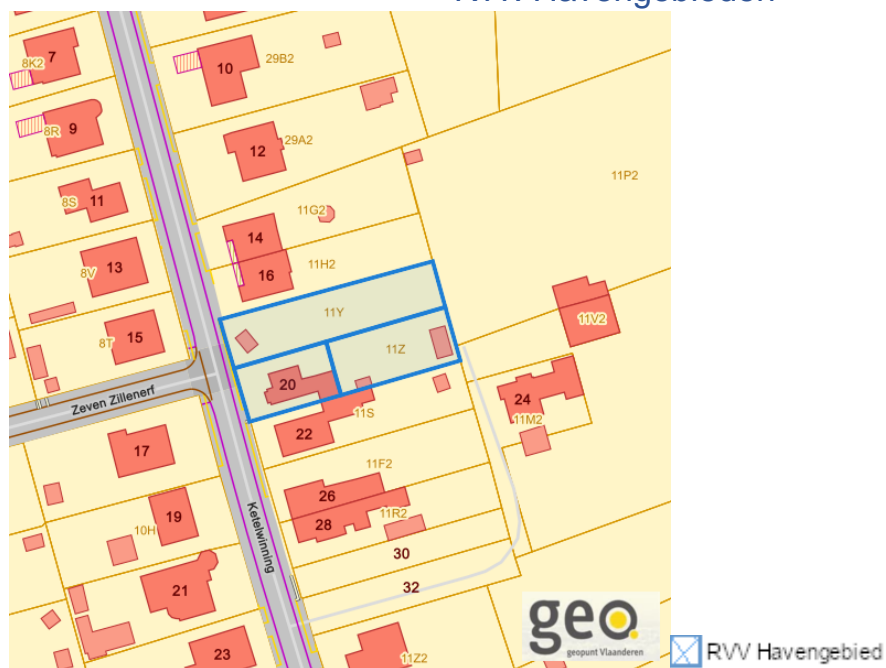 RVV Havengebieden
7
8K2
10
29B2
9
8R
12
29A2
11P2
11
8S
11G2
14
13
8V
11H2
16
11Y
15
8T
11Z
11V2
20
Zeven Zillenerf
24
11S
11M2
22
17
11F2
26
11R2
28
19
10H
Ketelwinning
30
32
21
23
11Z2
geo.
geopunt Vlaanderen
RVV Havengebied